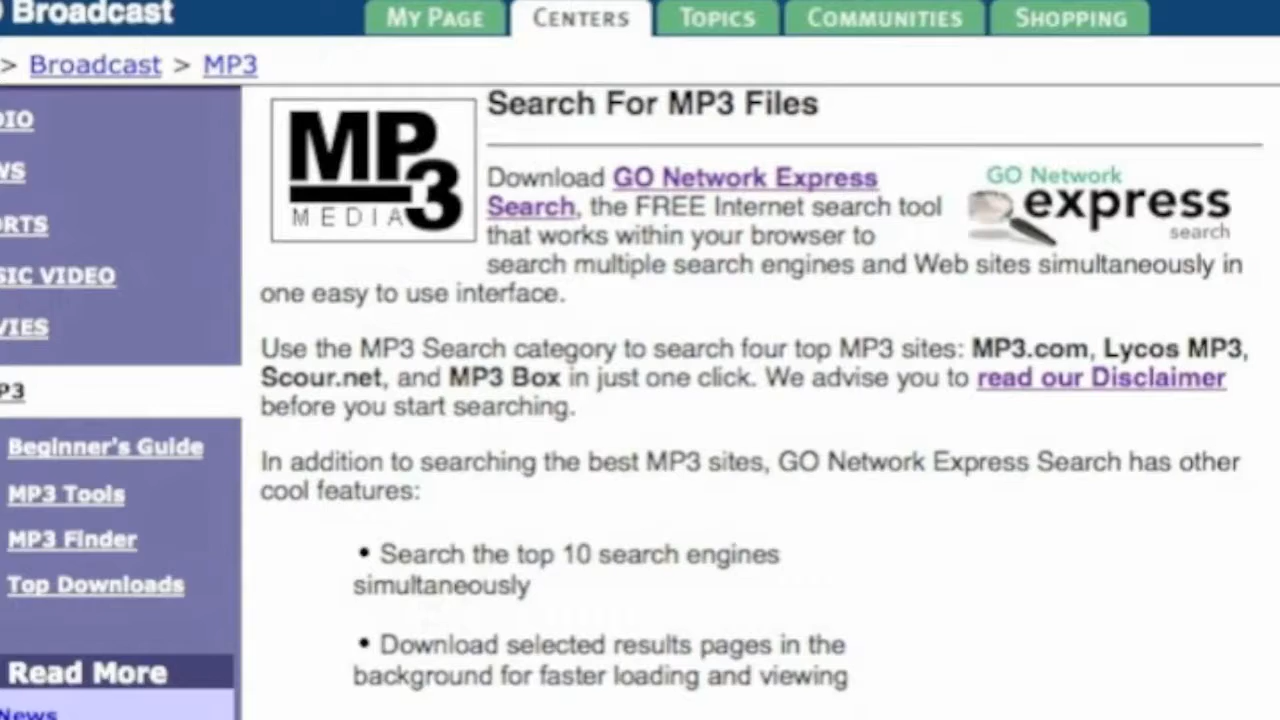 Broadcast
MY PAGE
CENTERS
TOPICS
COMMUNITIES
SHOPPING
> Broadcast > MP3
Search For MP3 Files
MP3
MEDIA
Download GO Network Express
Search, the FREE Internet search tool
that works within your browser to
search multiple search engines and Web sites simultaneously in
one easy to use interface.
GO Network
express
search
Use the MP3 Search category to search four top MP3 sites: MP3.com, Lycos MP3,
Scour.net, and MP3 Box in just one click. We advise you to read our Disclaimer
before you start searching.
In addition to searching the best MP3 sites, GO Network Express Search has other
cool features:
• Search the top 10 search engines
simultaneously
• Download selected results pages in the
background for faster loading and viewing
DIO
WS
ORTS
SIC VIDEO
VIES
P3
Beginner's Guide
MP3 Tools
MP3 Finder
Top Downloads
Read More
News